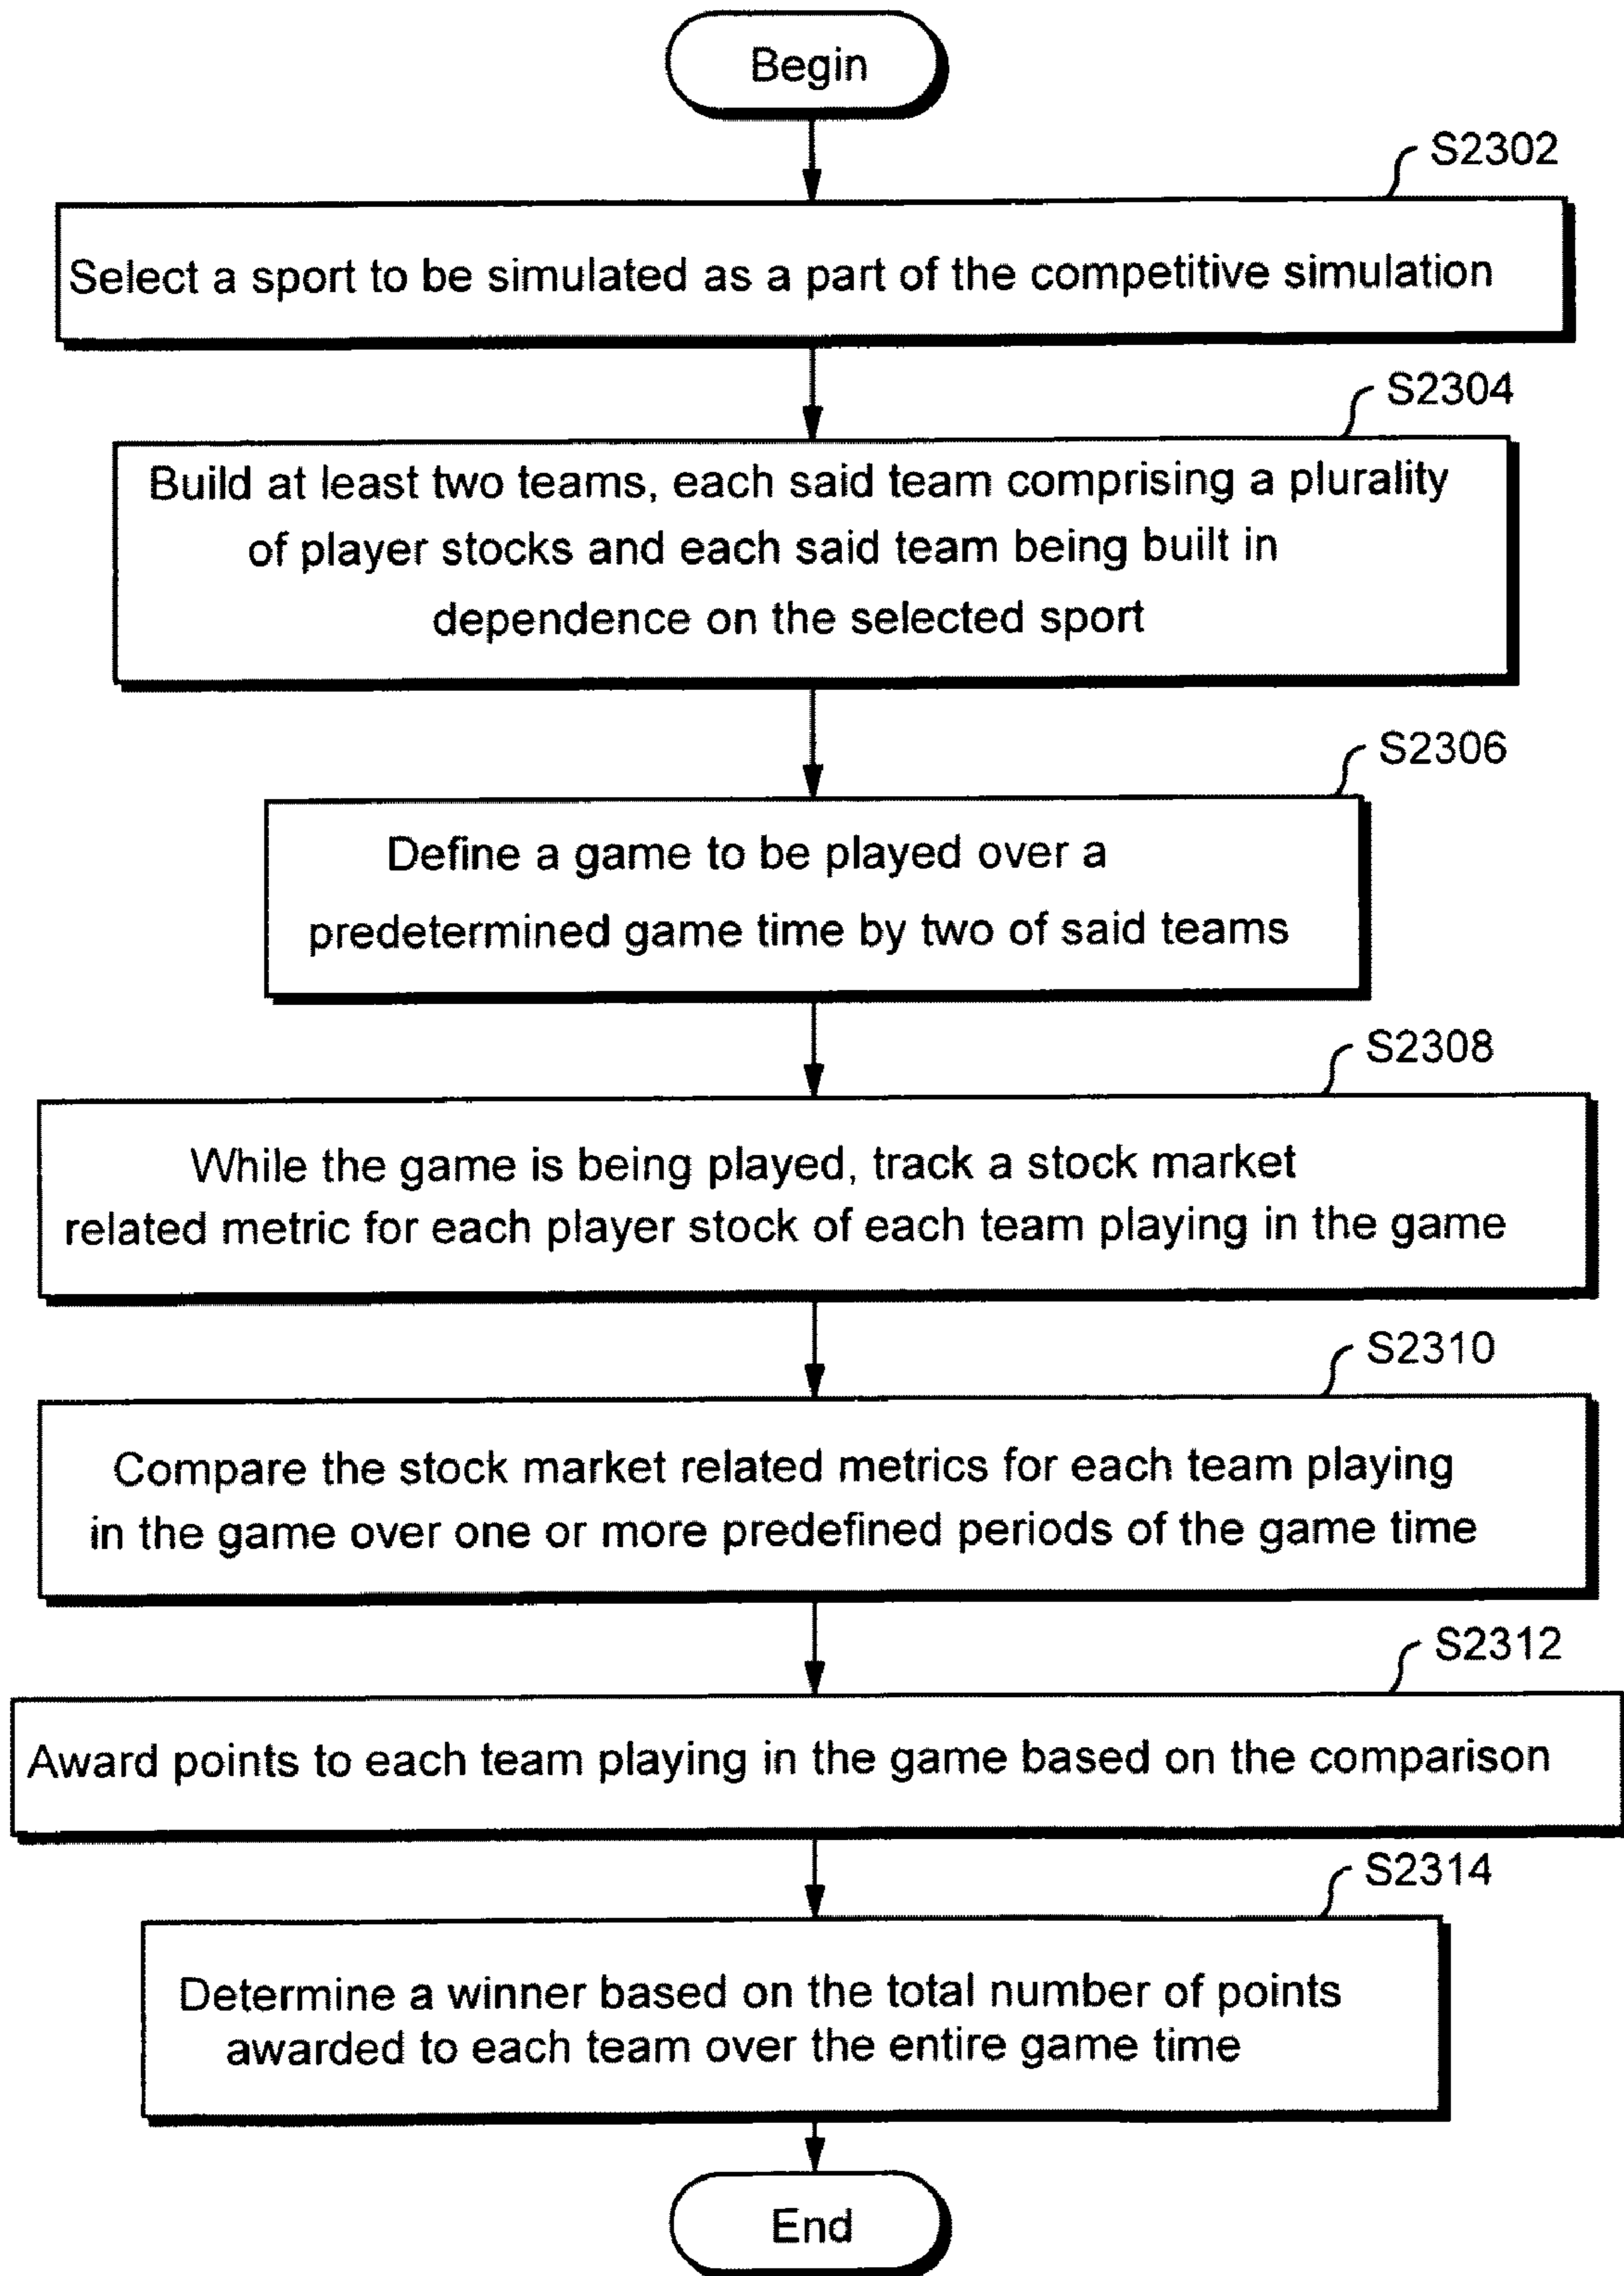 Begin
S2302
Select a sport to be simulated as a part of the competitive simulation
S2304
Build at least two teams, each said team comprising a plurality
of player stocks and each said team being built in
dependence on the selected sport
S2306
Define a game to be played over a
predetermined game time by two of said teams
S2308
While the game is being played, track a stock market
related metric for each player stock of each team playing in the game
S2310
Compare the stock market related metrics for each team playing
in the game over one or more predefined periods of the game time
S2312
Award points to each team playing in the game based on the comparison
S2314
Determine a winner based on the total number of points
awarded to each team over the entire game time
End